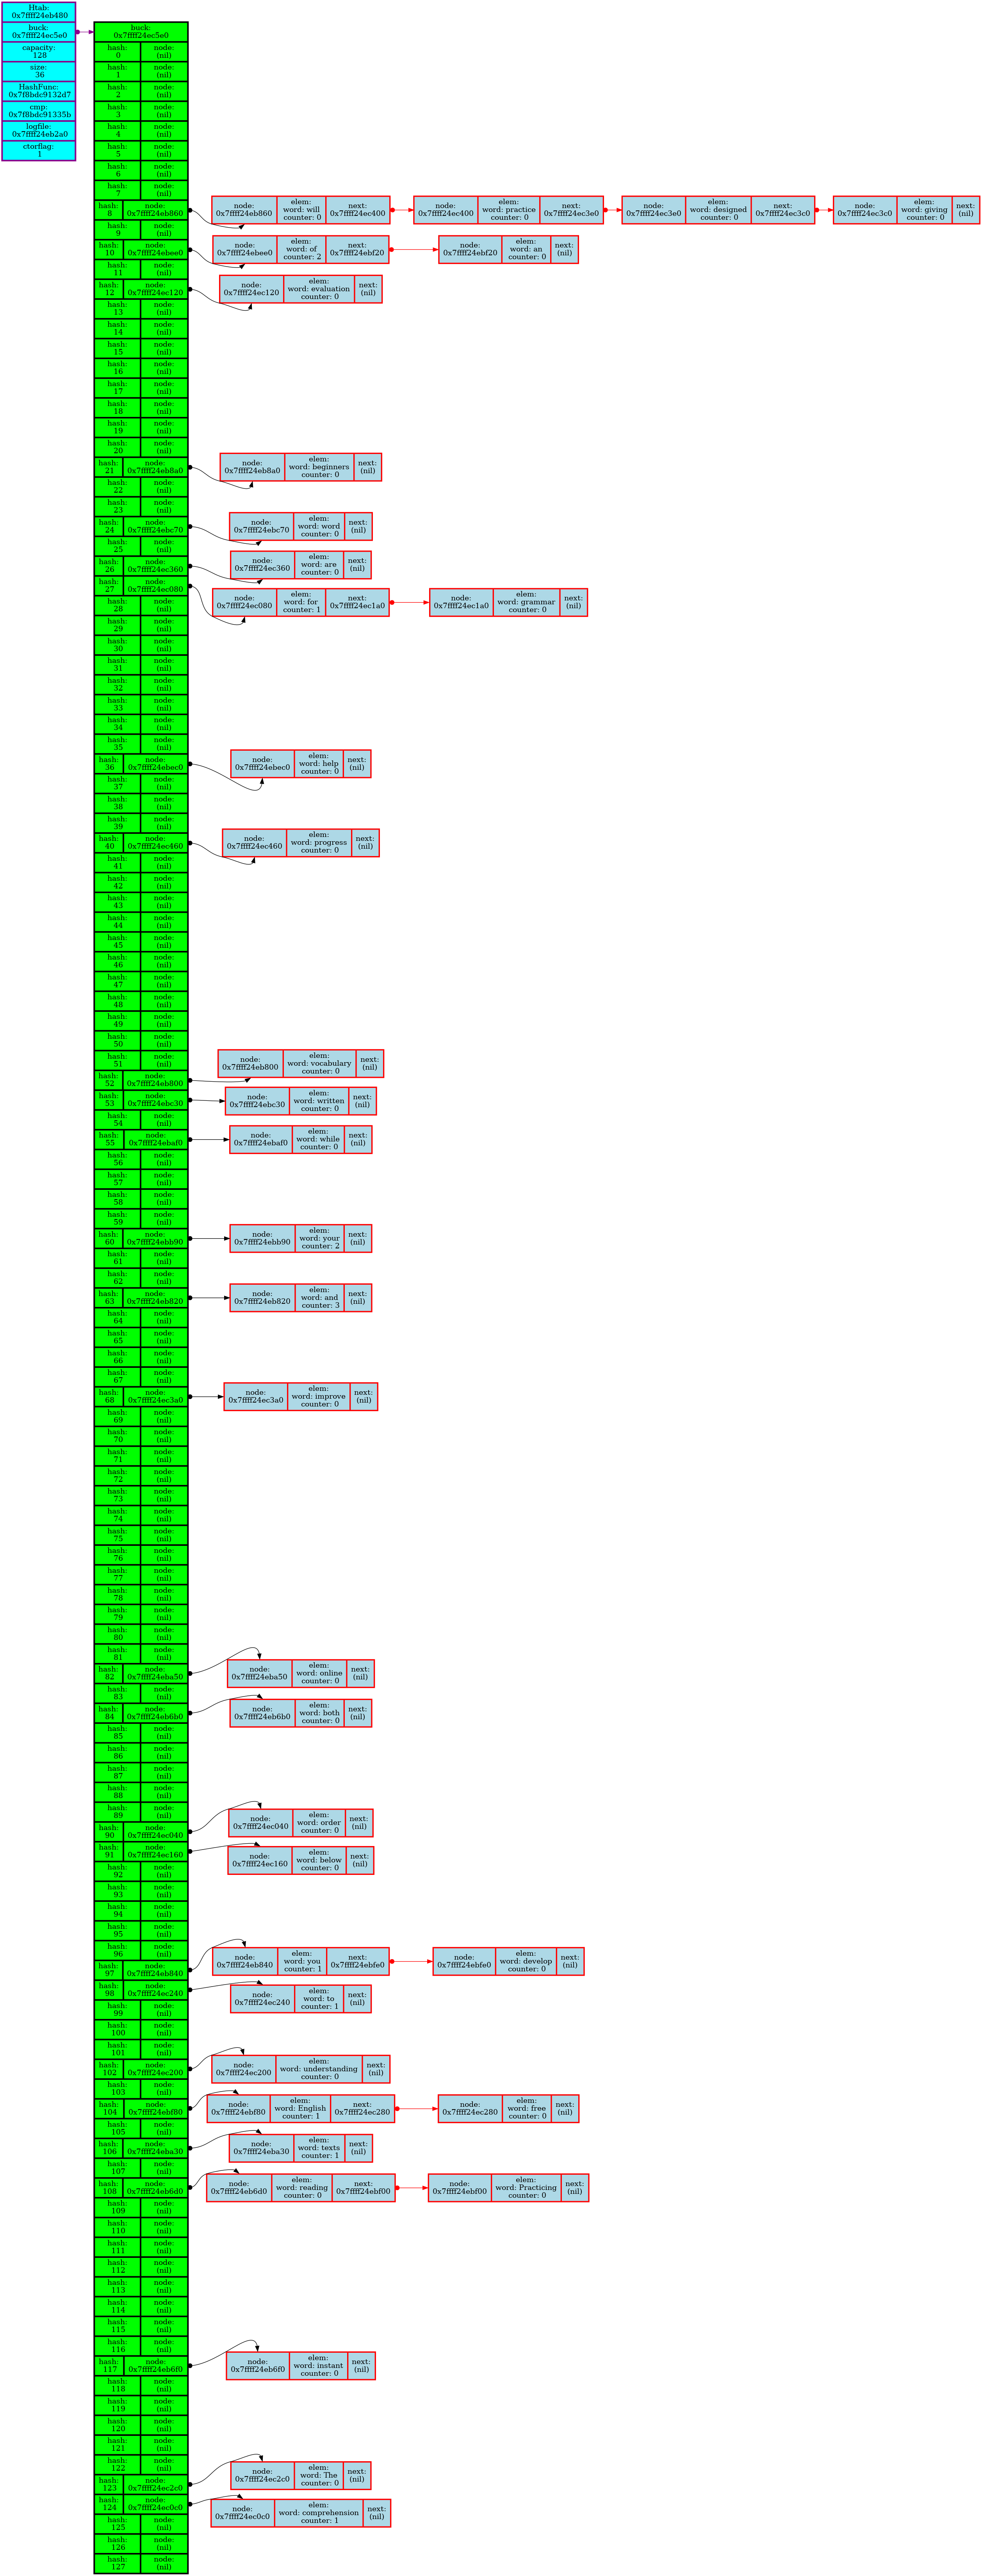 Htab:
0x7ffff24eb480
buck:
0x7ffff24ec5e0
capacity:
128
size:
36
HashFunc:
0x7f8bdc9132d7
cmp:
0x7f8bdc91335b
logfile:
0x7ffff24eb2a0
ctorflag:
1
buck:
0x7ffff24ec5e0
hash: node:
0 (nil)
hash: node:
1 (nil)
hash: node:
2 (nil)
hash: node:
3 (nil)
hash: node:
4 (nil)
hash: node:
5 (nil)
hash: node:
6 (nil)
hash: node:
7 (nil)
hash: node:
8 0x7ffff24eb860
node:
0x7ffff24eb860
elem:
word: will
counter: 0
next:
0x7ffff24ec400
node:
0x7ffff24ec400
elem:
word: practice
counter: 0
next:
0x7ffff24ec3e0
node:
0x7ffff24ec3e0
elem:
word: designed
counter: 0
next:
0x7ffff24ec3c0
node:
0x7ffff24ec3c0
elem:
word: giving
counter: 0
next:
(nil)
hash: node:
9 (nil)
hash: node:
10 0x7ffff24ebee0
node:
0x7ffff24ebee0
elem:
word: of
counter: 2
next:
0x7ffff24ebf20
node:
0x7ffff24ebf20
elem:
word: an
counter: 0
next:
(nil)
hash: node:
11 (nil)
hash: node:
12 0x7ffff24ec120
node:
0x7ffff24ec120
elem:
word: evaluation
counter: 0
next:
(nil)
hash: node:
13 (nil)
hash: node:
14 (nil)
hash: node:
15 (nil)
hash: node:
16 (nil)
hash: node:
17 (nil)
hash: node:
18 (nil)
hash: node:
19 (nil)
hash: node:
20 (nil)
hash: node:
21 0x7ffff24eb8a0
node:
0x7ffff24eb8a0
elem:
word: beginners
counter: 0
next:
(nil)
hash: node:
22 (nil)
hash: node:
23 (nil)
hash: node:
24 0x7ffff24ebc70
node:
0x7ffff24ebc70
elem:
word: word
counter: 0
next:
(nil)
hash: node:
25 (nil)
hash: node:
26 0x7ffff24ec360
node:
0x7ffff24ec360
elem:
word: are
counter: 0
next:
(nil)
hash: node:
27 0x7ffff24ec080
node:
0x7ffff24ec080
elem:
word: for
counter: 1
next:
0x7ffff24ec1a0
node:
0x7ffff24ec1a0
elem:
word: grammar
counter: 0
next:
(nil)
hash: node:
28 (nil)
hash: node:
29 (nil)
hash: node:
30 (nil)
hash: node:
31 (nil)
hash: node:
32 (nil)
hash: node:
33 (nil)
hash: node:
34 (nil)
hash: node:
35 (nil)
hash: node:
36 0x7ffff24ebec0
node:
0x7ffff24ebec0
elem:
word: help
counter: 0
next:
(nil)
hash: node:
37 (nil)
hash: node:
38 (nil)
hash: node:
39 (nil)
hash: node:
40 0x7ffff24ec460
node:
0x7ffff24ec460
elem:
word: progress
counter: 0
next:
(nil)
hash: node:
41 (nil)
hash: node:
42 (nil)
hash: node:
43 (nil)
hash: node:
44 (nil)
hash: node:
45 (nil)
hash: node:
46 (nil)
hash: node:
47 (nil)
hash: node:
48 (nil)
hash: node:
49 (nil)
hash: node:
50 (nil)
hash: node:
51 (nil)
hash: node:
52 0x7ffff24eb800
node:
0x7ffff24eb800
elem:
word: vocabulary
counter: 0
next:
(nil)
hash: node:
53 0x7ffff24ebc30
node:
0x7ffff24ebc30
elem:
word: written
counter: 0
next:
(nil)
hash: node:
54 (nil)
hash: node:
55 0x7ffff24ebaf0
node:
0x7ffff24ebaf0
elem:
word: while
counter: 0
next:
(nil)
hash: node:
56 (nil)
hash: node:
57 (nil)
hash: node:
58 (nil)
hash: node:
59 (nil)
hash: node:
60 0x7ffff24ebb90
node:
0x7ffff24ebb90
elem:
word: your
counter: 2
next:
(nil)
hash: node:
61 (nil)
hash: node:
62 (nil)
hash: node:
63 0x7ffff24eb820
node:
0x7ffff24eb820
elem:
word: and
counter: 3
next:
(nil)
hash: node:
64 (nil)
hash: node:
65 (nil)
hash: node:
66 (nil)
hash: node:
67 (nil)
hash: node:
68 0x7ffff24ec3a0
node:
0x7ffff24ec3a0
elem:
word: improve
counter: 0
next:
(nil)
hash: node:
69 (nil)
hash: node:
70 (nil)
hash: node:
71 (nil)
hash: node:
72 (nil)
hash: node:
73 (nil)
hash: node:
74 (nil)
hash: node:
75 (nil)
hash: node:
76 (nil)
hash: node:
77 (nil)
hash: node:
78 (nil)
hash: node:
79 (nil)
hash: node:
80 (nil)
hash: node:
81 (nil)
hash: node:
82 0x7ffff24eba50
node:
0x7ffff24eba50
elem:
word: online
counter: 0
next:
(nil)
hash: node:
83 (nil)
hash: node:
84 0x7ffff24eb6b0
node:
0x7ffff24eb6b0
elem:
word: both
counter: 0
next:
(nil)
hash: node:
85 (nil)
hash: node:
86 (nil)
hash: node:
87 (nil)
hash: node:
88 (nil)
hash: node:
89 (nil)
hash: node:
90 0x7ffff24ec040
node:
0x7ffff24ec040
elem:
word: order
counter: 0
next:
(nil)
hash: node:
91 0x7ffff24ec160
node:
0x7ffff24ec160
elem:
word: below
counter: 0
next:
(nil)
hash: node:
92 (nil)
hash: node:
93 (nil)
hash: node:
94 (nil)
hash: node:
95 (nil)
hash: node:
96 (nil)
hash: node:
97 0x7ffff24eb840
node:
0x7ffff24eb840
elem:
word: you
counter: 1
next:
0x7ffff24ebfe0
node:
0x7ffff24ebfe0
elem:
word: develop
counter: 0
next:
(nil)
hash: node:
98 0x7ffff24ec240
node:
0x7ffff24ec240
elem:
word: to
counter: 1
next:
(nil)
hash: node:
99 (nil)
hash: node:
100 (nil)
hash: node:
101 (nil)
hash: node:
102 0x7ffff24ec200
node:
0x7ffff24ec200
elem:
word: understanding
counter: 0
next:
(nil)
hash: node:
103 (nil)
hash: node:
104 0x7ffff24ebf80
node:
0x7ffff24ebf80
elem:
word: English
counter: 1
next:
0x7ffff24ec280
node:
0x7ffff24ec280
elem:
word: free
counter: 0
next:
(nil)
hash: node:
105 (nil)
hash: node:
106 0x7ffff24eba30
node:
0x7ffff24eba30
elem:
word: texts
counter: 1
next:
(nil)
hash: node:
107 (nil)
hash: node:
108 0x7ffff24eb6d0
node:
0x7ffff24eb6d0
elem:
word: reading
counter: 0
next:
0x7ffff24ebf00
node:
0x7ffff24ebf00
elem:
word: Practicing
counter: 0
next:
(nil)
hash: node:
109 (nil)
hash: node:
110 (nil)
hash: node:
111 (nil)
hash: node:
112 (nil)
hash: node:
113 (nil)
hash: node:
114 (nil)
hash: node:
115 (nil)
hash: node:
116 (nil)
hash: node:
117 0x7ffff24eb6f0
node:
0x7ffff24eb6f0
elem:
word: instant
counter: 0
next:
(nil)
hash: node:
118 (nil)
hash: node:
119 (nil)
hash: node:
120 (nil)
hash: node:
121 (nil)
hash: node:
122 (nil)
hash: node:
123 0x7ffff24ec2c0
node:
0x7ffff24ec2c0
elem:
word: The
counter: 0
next:
(nil)
hash: node:
124 0x7ffff24ec0c0
node:
0x7ffff24ec0c0
elem:
word: comprehension
counter: 1
next:
(nil)
hash: node:
125 (nil)
hash: node:
126 (nil)
hash: node:
127 (nil)